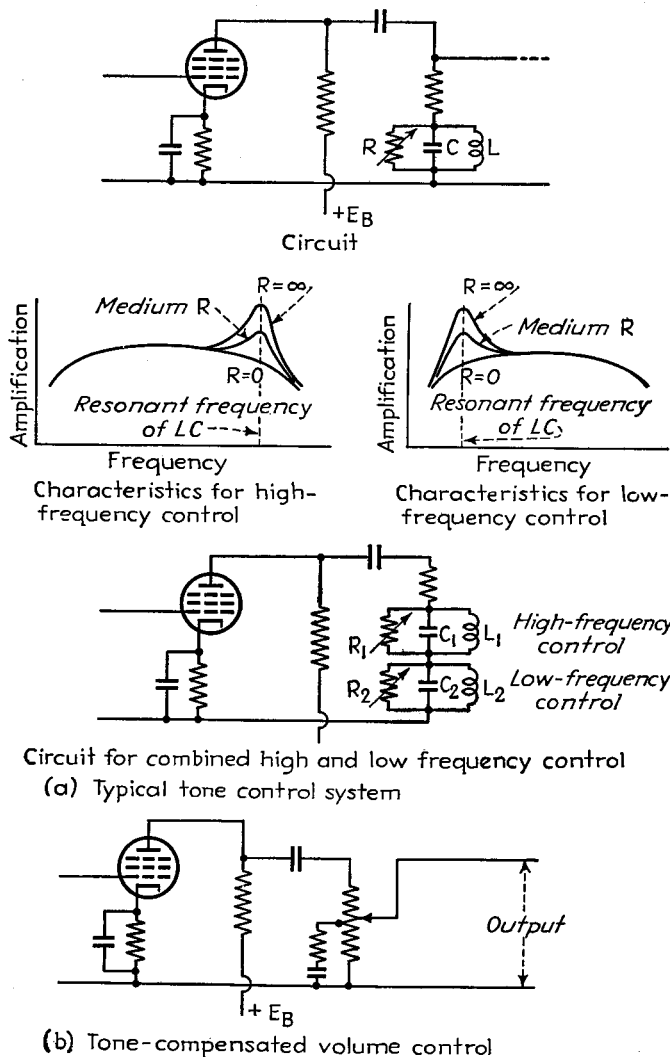 R
C
L
+EB
Circuit
Amplification
R=∞
Medium R
R=0
Resonant frequency
of LC
Frequency
Characteristics for high-
frequency control
Amplification
R=∞
Medium R
R=0
Resonant frequency
of LC
Frequency
Characteristics for low-
frequency control
R1
C1
L1
High-frequency
control
R2
C2
L2
Low-frequency
control
Circuit for combined high and low frequency control
(a) Typical tone control system
Output
+ EB
(b) Tone-compensated volume control